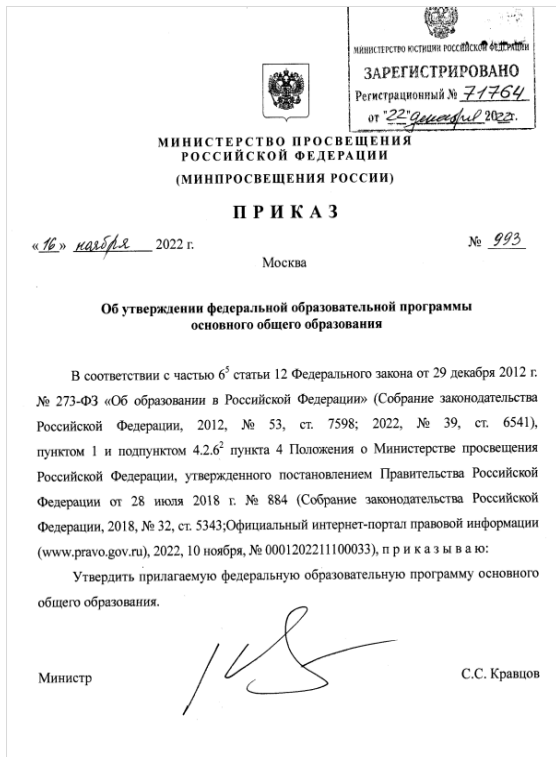 МИНИСТЕРСТВО ЮСТИЦИИ РОССИЙСКОЙ ФЕДЕРАЦИИ
ЗАРЕГИСТРИРОВАНО
Регистрационный № 71764
от "22" декабря 2022г.
МИНИСТЕРСТВО ПРОСВЕЩЕНИЯ
РОССИЙСКОЙ ФЕДЕРАЦИИ
(МИНПРОСВЕЩЕНИЯ РОССИИ)
ПРИКАЗ
«16» ноября 2022 г.
№ 993
Москва
Об утверждении федеральной образовательной программы
основного общего образования
В соответствии с частью 6⁵ статьи 12 Федерального закона от 29 декабря 2012 г.
№ 273-ФЗ «Об образовании в Российской Федерации» (Собрание законодательства
Российской Федерации, 2012, № 53, ст. 7598; 2022, № 39, ст. 6541),
пунктом 1 и подпунктом 4.2.6² пункта 4 Положения о Министерстве просвещения
Российской Федерации, утвержденного постановлением Правительства Российской
Федерации от 28 июля 2018 г. № 884 (Собрание законодательства Российской
Федерации, 2018, № 32, ст. 5343;Официальный интернет-портал правовой информации
(www.pravo.gov.ru), 2022, 10 ноября, № 0001202211100033), п р и к а з ы в а ю:
Утвердить прилагаемую федеральную образовательную программу основного
общего образования.
Министр
С.С. Кравцов